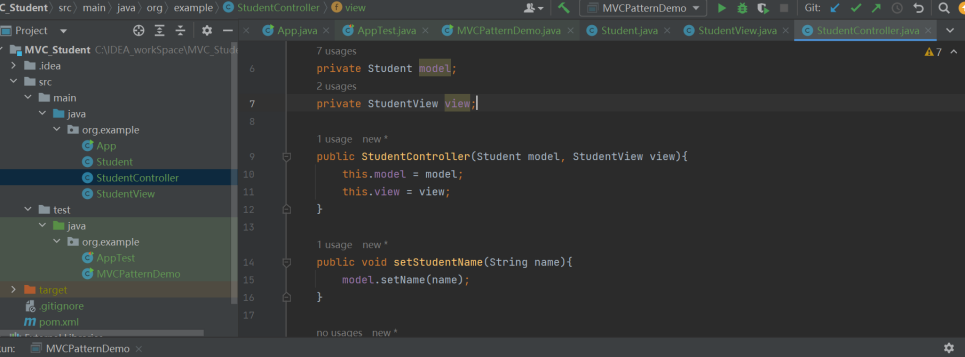 C_Student › src › main › java › org › example › StudentController › view
MVCPatternDemo
Git:
Project
App.java
AppTest.java
MVCPatternDemo.java
Student.java
StudentView.java
StudentController.java
MVC_Student C:\IDEA_workSpace\MVC_Stude
.idea
src
main
java
org.example
App
Student
StudentController
StudentView
test
java
org.example
AppTest
MVCPatternDemo
target
.gitignore
pom.xml
External Libraries
7
7 usages
6 private Student model;
2 usages
7 private StudentView view;
8
1 usage new *
9 public StudentController(Student model, StudentView view){
10 this.model = model;
11 this.view = view;
12 }
13
1 usage new *
14 public void setStudentName(String name){
15 model.setName(name);
16 }
17
no usages new *
un: MVCPatternDemo